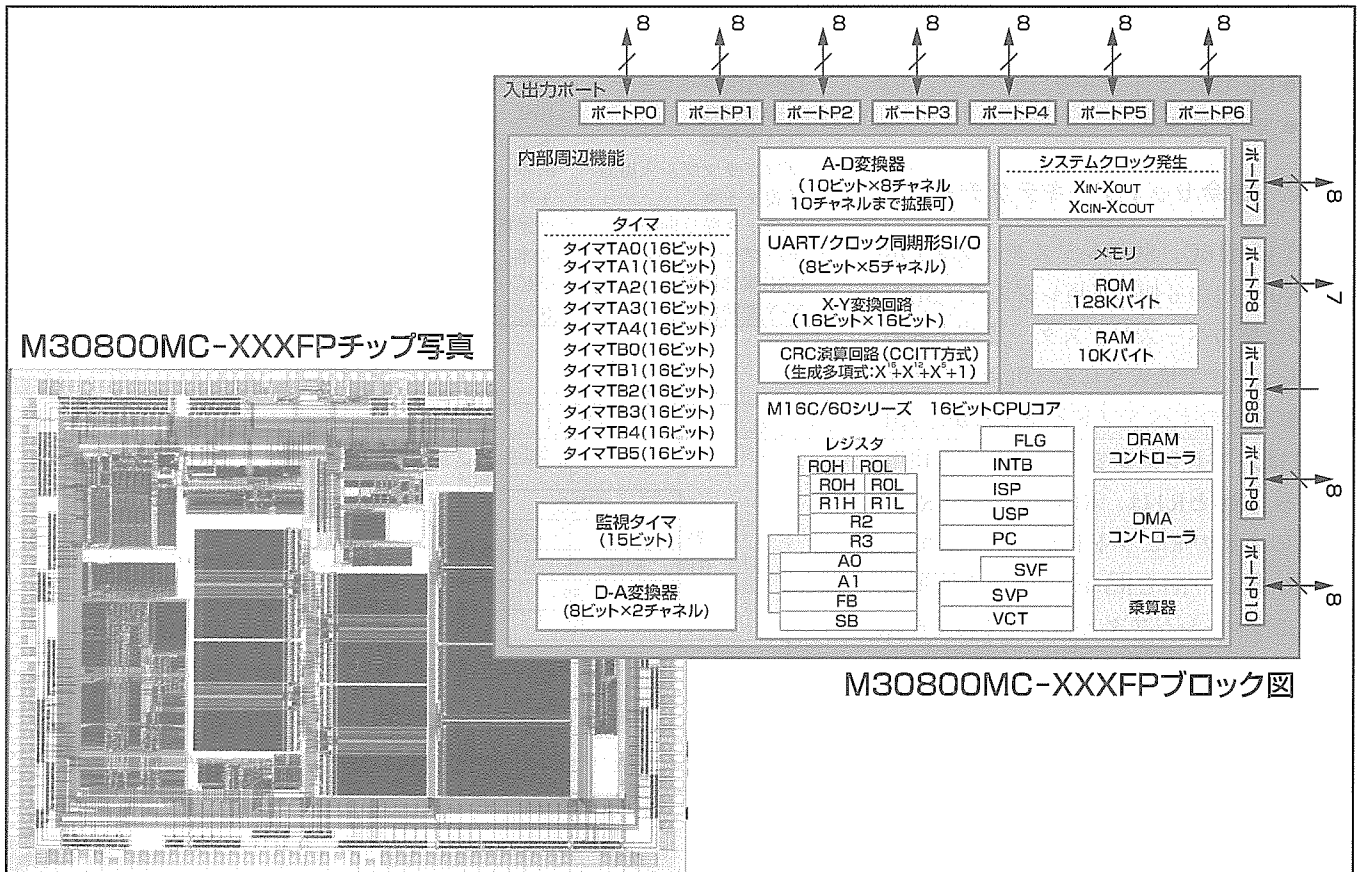 8 8 8 8 8 8 8
入出力ポート
ポートP0 ポートP1 ポートP2 ポートP3 ポートP4 ポートP5 ポートP6
内部周辺機能
タイマ
タイマTA0(16ビット)
タイマTA1(16ビット)
タイマTA2(16ビット)
タイマTA3(16ビット)
タイマTA4(16ビット)
タイマTB0(16ビット)
タイマTB1(16ビット)
タイマTB2(16ビット)
タイマTB3(16ビット)
タイマTB4(16ビット)
タイマTB5(16ビット)
監視タイマ
(15ビット)
D-A変換器
(8ビット×2チャネル)
A-D変換器
(10ビット×8チャネル
10チャネルまで拡張可)
UART/クロック同期形SI/O
(8ビット×5チャネル)
X-Y変換回路
(16ビット×16ビット)
CRC演算回路(CCITT方式)
(生成多項式:X¹⁶+X¹²+X⁵+1)
システムクロック発生
XIN-XOUT
XCIN-XCOUT
メモリ
ROM
128Kバイト
RAM
10Kバイト
M16C/60シリーズ 16ビットCPUコア
レジスタ
R0H R0L
R0H R0L
R1H R1L
R2
R3
A0
A1
FB
SB
FLG
INTB
ISP
USP
PC
SVF
SVP
VCT
DRAM
コントローラ
DMA
コントローラ
乗算器
ポートP7
8
ポートP8
7
ポートP85
ポートP9
8
ポートP10
8
M30800MC-XXXFPチップ写真
M30800MC-XXXFPブロック図